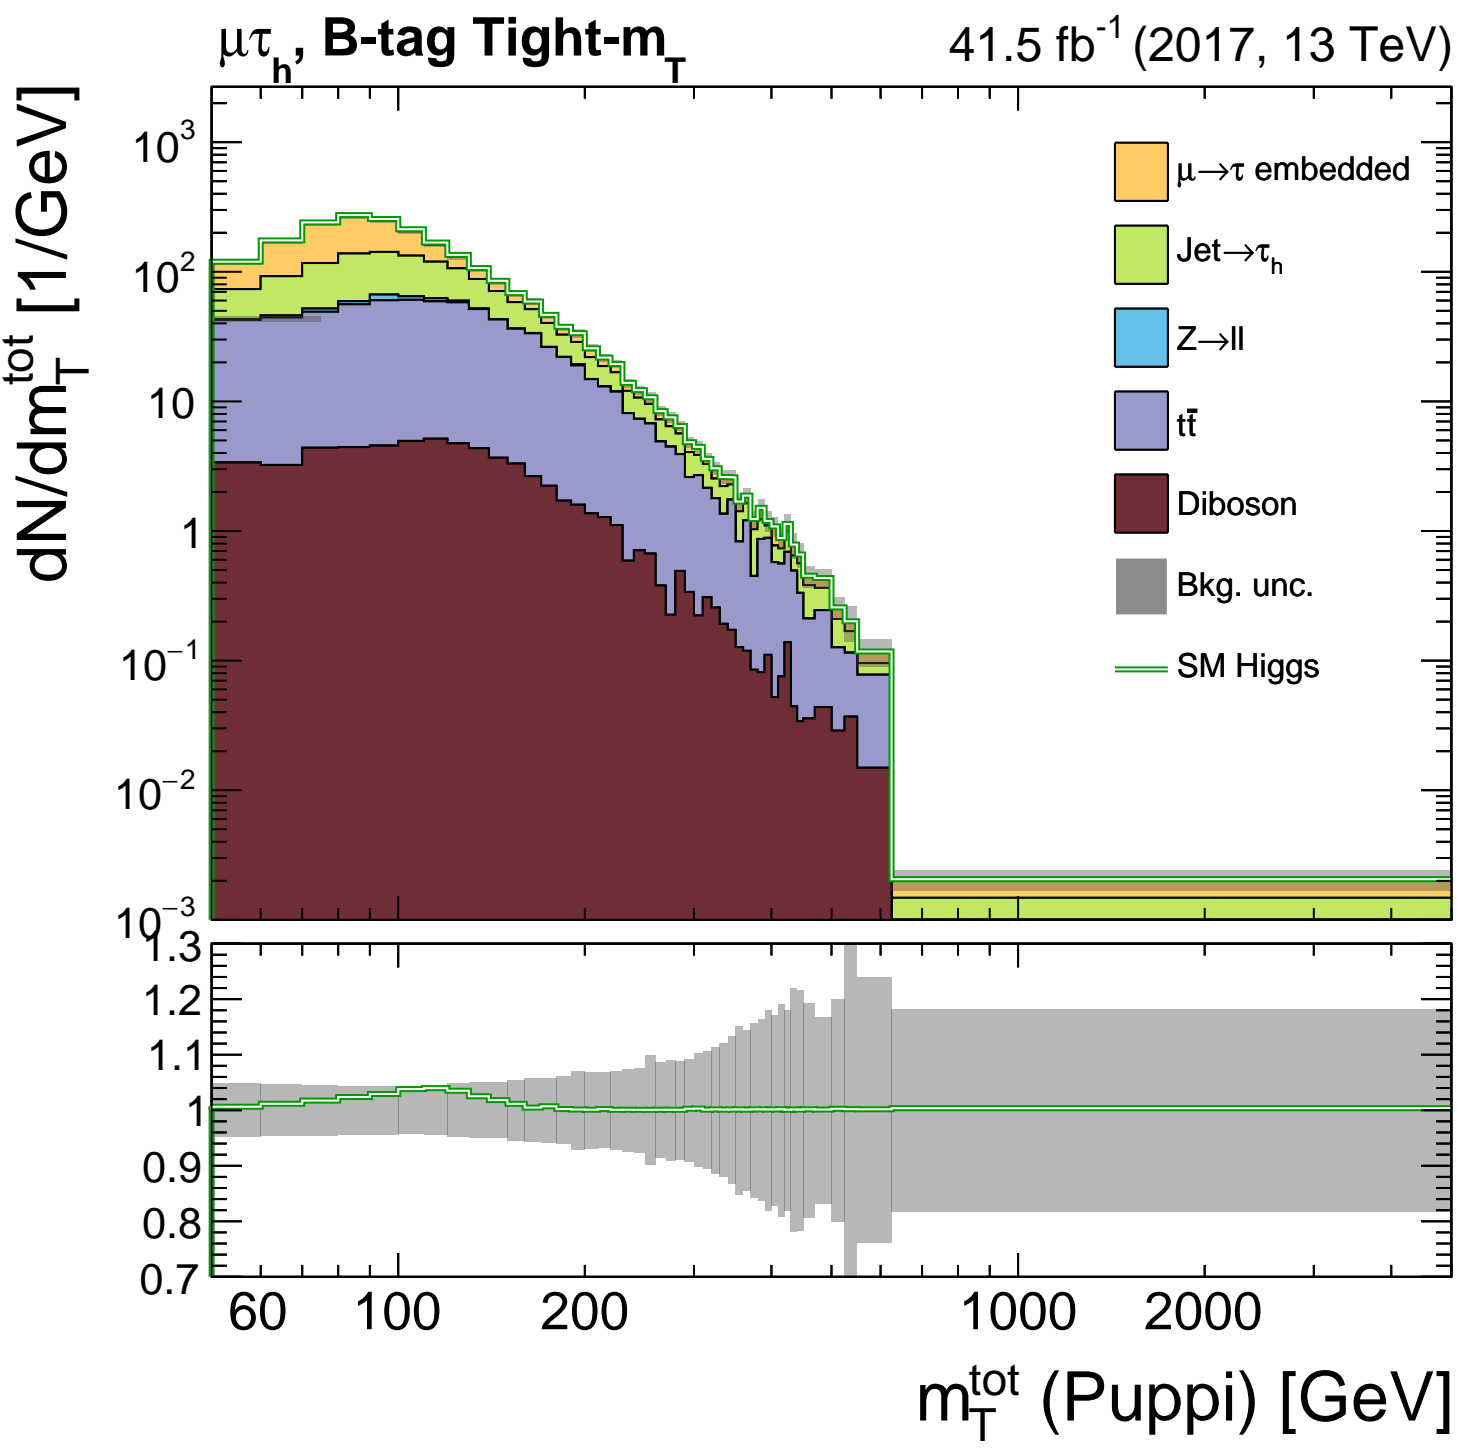 μτh, B-tag Tight-mT
41.5 fb-1 (2017, 13 TeV)
dN/dmTtot [1/GeV]
10^3
10^2
10
1
10^−1
10^−2
10^−3
μ→τ embedded
Jet→τh
Z→ll
tt̄
Diboson
Bkg. unc.
SM Higgs
1.3
1.2
1.1
1
0.9
0.8
0.7
60 100 200 1000 2000
mTtot (Puppi) [GeV]